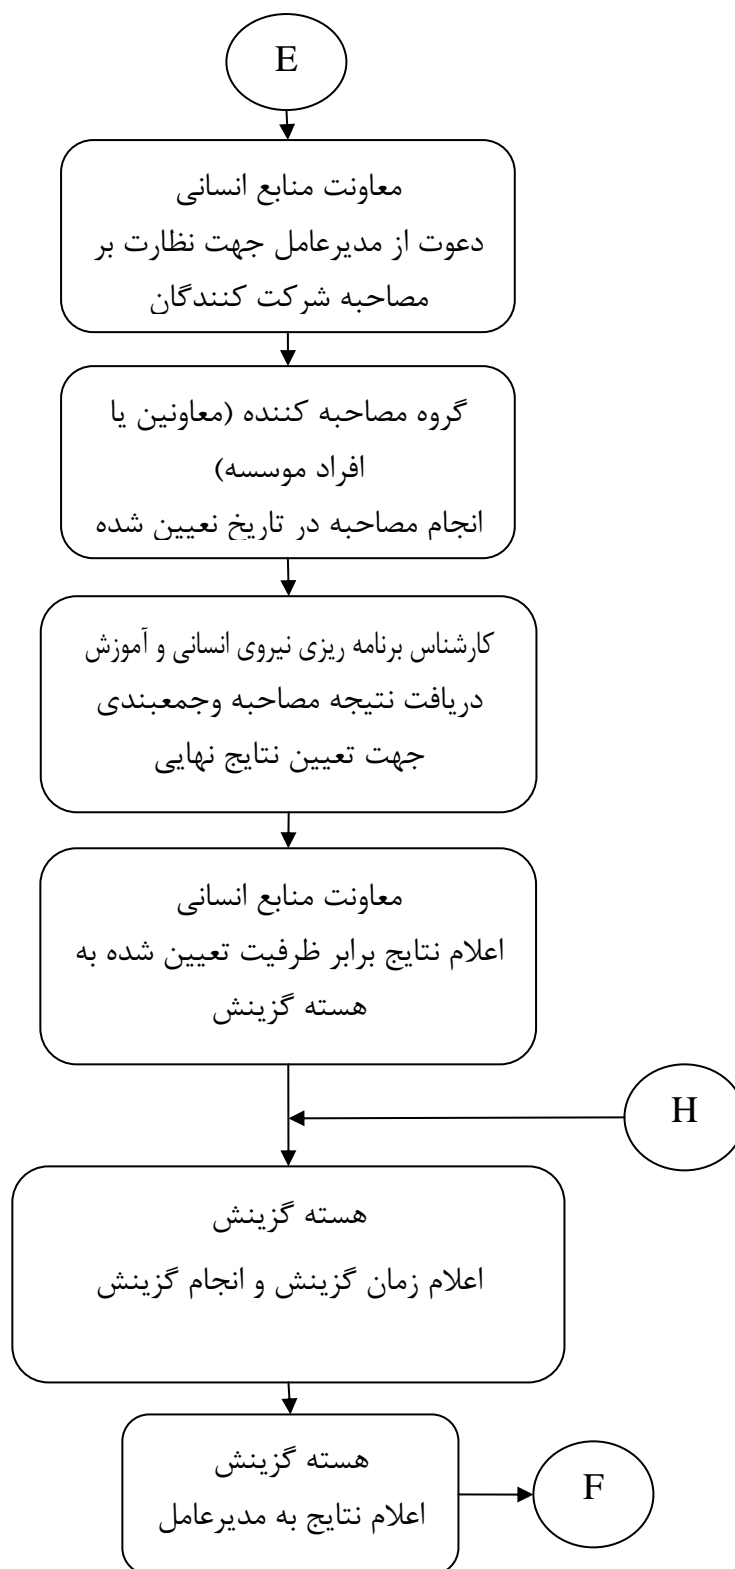 E
معاونت منابع انسانی
دعوت از مدیرعامل جهت نظارت بر
مصاحبه شرکت کنندگان
گروه مصاحبه کننده (معاونین یا
افراد موسسه)
انجام مصاحبه در تاریخ نعیین شده
کارشناس برنامه ریزی نیروی انسانی و آموزش
دریافت نتیجه مصاحبه وجمعبندی
جهت تعیین نتایج نهایی
معاونت منابع انسانی
اعلام نتایج برابر ظرفیت تعیین شده به
هسته گزینش
H
هسته گزینش
اعلام زمان گزینش و انجام گزینش
هسته گزینش
اعلام نتایج به مدیرعامل
F